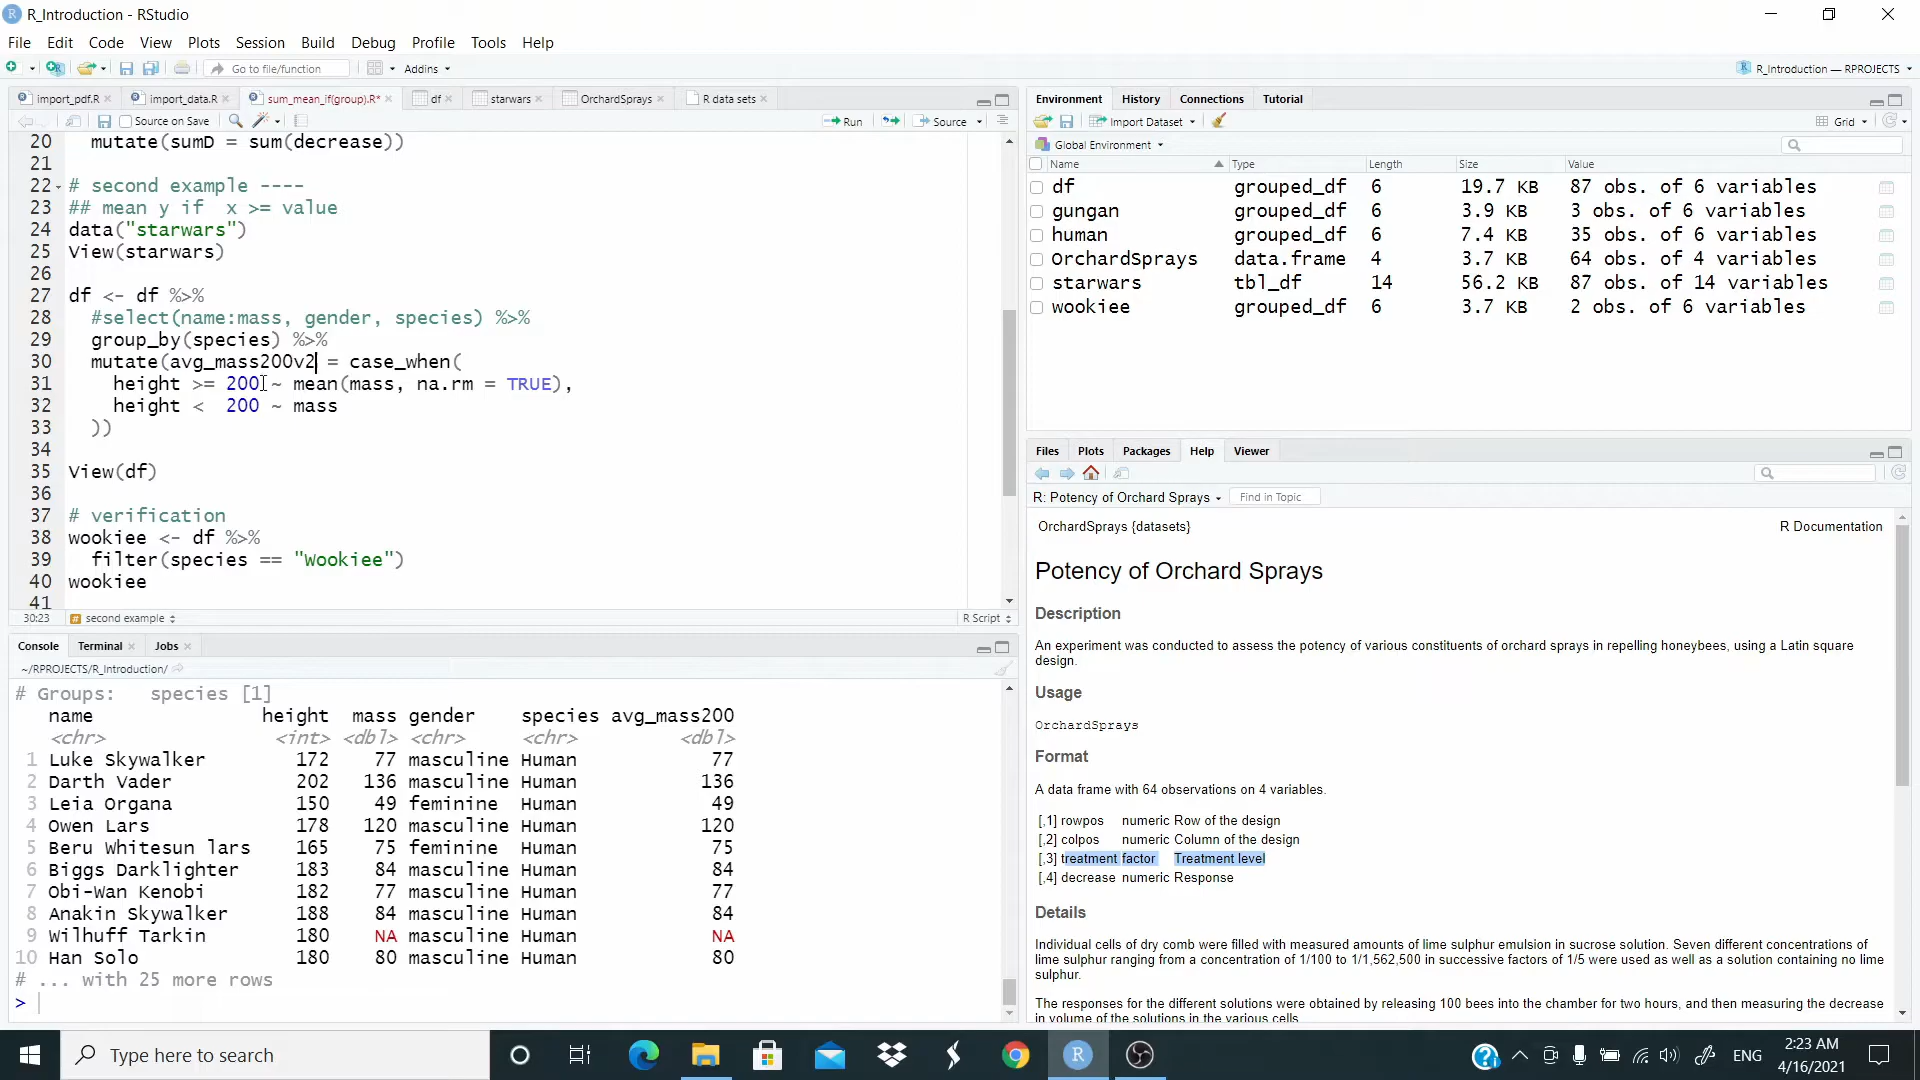 R_Introduction - RStudio
File Edit Code View Plots Session Build Debug Profile Tools Help
Go to file/function Addins R_Introduction — RPROJECTS
import_pdf.R import_data.R sum_mean_if(group).R* df starwars OrchardSprays R data sets
Source on Save Run Source
20 mutate(sumD = sum(decrease))
21
22 # second example ----
23 ## mean y if x >= value
24 data("starwars")
25 View(starwars)
26
27 df <- df %>%
28 #select(name:mass, gender, species) %>%
29 group_by(species) %>%
30 mutate(avg_mass200v2 = case_when(
31 height >= 200 ~ mean(mass, na.rm = TRUE),
32 height < 200 ~ mass
33 ))
34
35 View(df)
36
37 # verification
38 wookiee <- df %>%
39 filter(species == "Wookiee")
40 wookiee
41
30:23 # second example R Script
Console Terminal Jobs
~/RPROJECTS/R_Introduction/
# Groups: species [1]
name height mass gender species avg_mass200
<chr> <int> <dbl> <chr> <chr> <dbl>
1 Luke Skywalker 172 77 masculine Human 77
2 Darth Vader 202 136 masculine Human 136
3 Leia Organa 150 49 feminine Human 49
4 Owen Lars 178 120 masculine Human 120
5 Beru Whitesun lars 165 75 feminine Human 75
6 Biggs Darklighter 183 84 masculine Human 84
7 Obi-Wan Kenobi 182 77 masculine Human 77
8 Anakin Skywalker 188 84 masculine Human 84
9 Wilhuff Tarkin 180 NA masculine Human NA
10 Han Solo 180 80 masculine Human 80
# ... with 25 more rows
>
Environment History Connections Tutorial
Import Dataset Grid
Global Environment
Name Type Length Size Value
df grouped_df 6 19.7 KB 87 obs. of 6 variables
gungan grouped_df 6 3.9 KB 3 obs. of 6 variables
human grouped_df 6 7.4 KB 35 obs. of 6 variables
OrchardSprays data.frame 4 3.7 KB 64 obs. of 4 variables
starwars tbl_df 14 56.2 KB 87 obs. of 14 variables
wookiee grouped_df 6 3.7 KB 2 obs. of 6 variables
Files Plots Packages Help Viewer
R: Potency of Orchard Sprays Find in Topic
OrchardSprays {datasets} R Documentation
Potency of Orchard Sprays
Description
An experiment was conducted to assess the potency of various constituents of orchard sprays in repelling honeybees, using a Latin square
design.
Usage
OrchardSprays
Format
A data frame with 64 observations on 4 variables.
[,1] rowpos numeric Row of the design
[,2] colpos numeric Column of the design
[,3] treatment factor Treatment level
[,4] decrease numeric Response
Details
Individual cells of dry comb were filled with measured amounts of lime sulphur emulsion in sucrose solution. Seven different concentrations of
lime sulphur ranging from a concentration of 1/100 to 1/1,562,500 in successive factors of 1/5 were used as well as a solution containing no lime
sulphur.
The responses for the different solutions were obtained by releasing 100 bees into the chamber for two hours, and then measuring the decrease
in volume of the solutions in the various cells
Type here to search
ENG
2:23 AM
4/16/2021